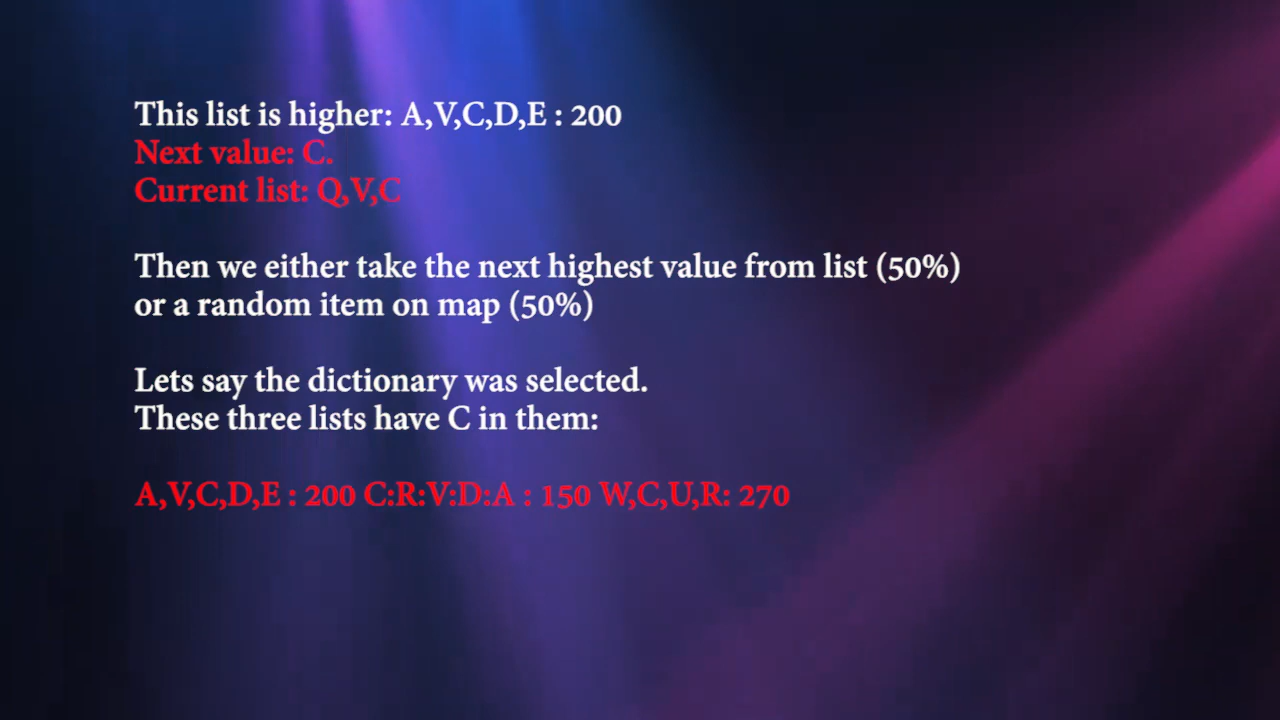 This list is higher: A,V,C,D,E : 200
Next value: C.
Current list: Q,V,C
Then we either take the next highest value from list (50%)
or a random item on map (50%)
Lets say the dictionary was selected.
These three lists have C in them:
A,V,C,D,E : 200 C:R:V:D:A : 150 W,C,U,R: 270